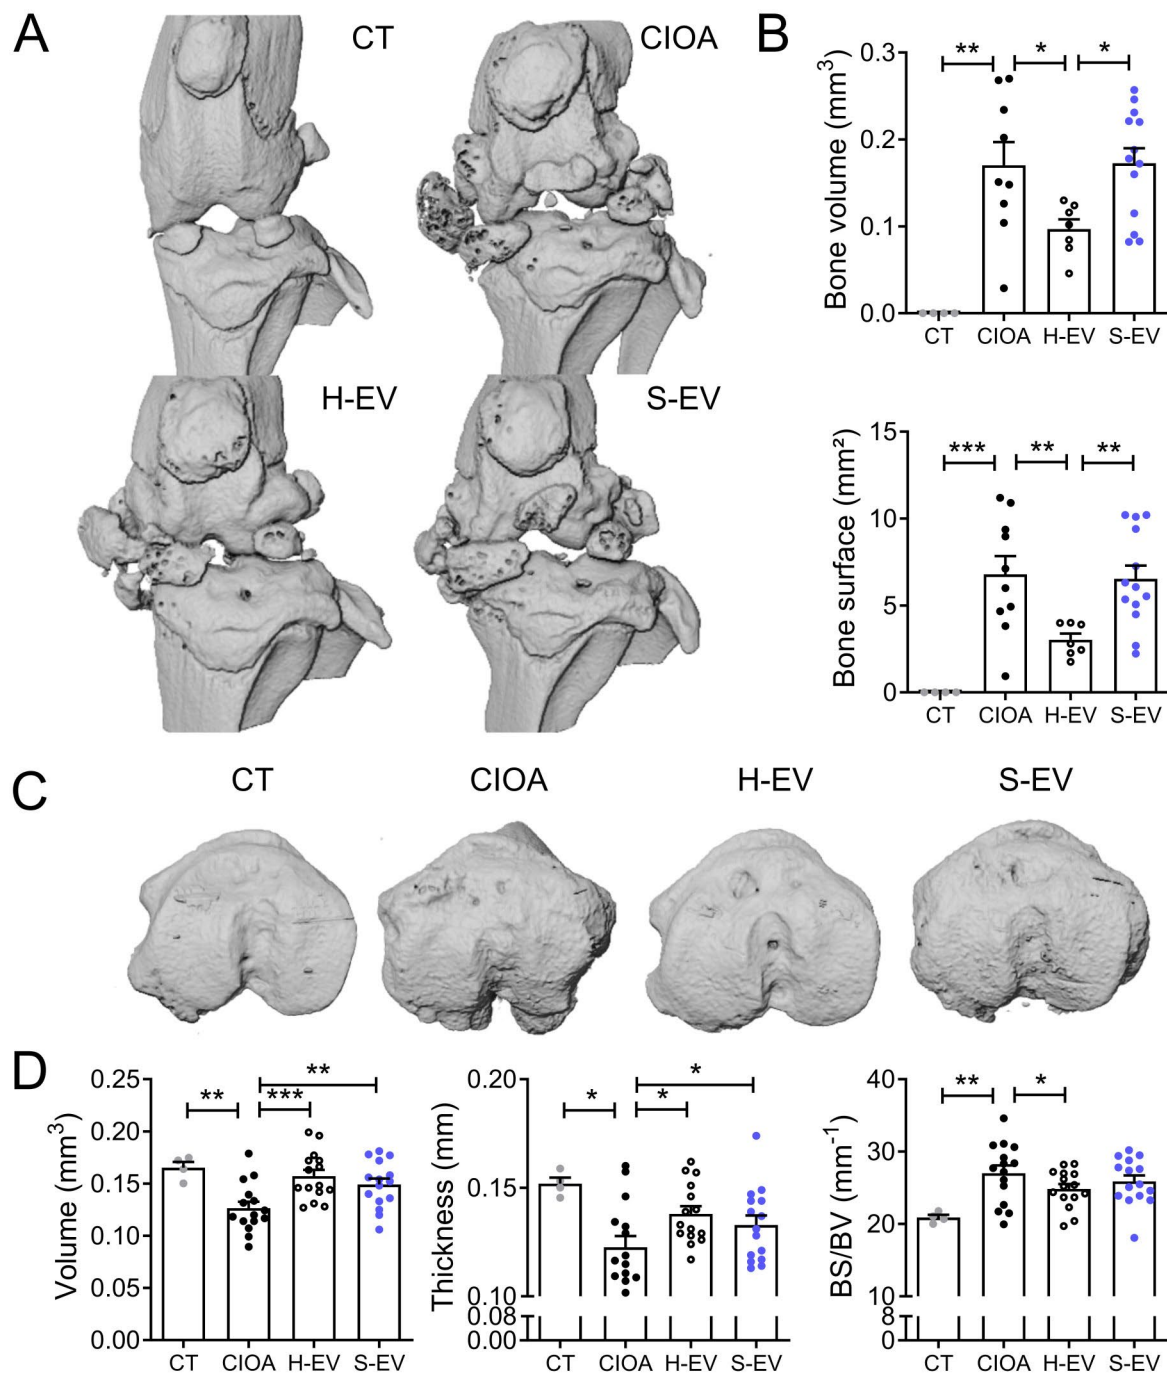 A
CT
CIOA
H-EV
S-EV
B
Bone volume (mm³)
0.3
0.2
0.1
0.0
** * *
CT CIOA H-EV S-EV
Bone surface (mm²)
15
10
5
0
*** ** **
CT CIOA H-EV S-EV
C
CT CIOA H-EV S-EV
D
Volume (mm³)
0.25
0.20
0.15
0.10
0.05
0.00
**
** ***
CT CIOA H-EV S-EV
Thickness (mm)
0.20
0.15
0.10
0.08
0.00
*
* *
CT CIOA H-EV S-EV
BS/BV (mm⁻¹)
40
30
20
10
8
0
** *
CT CIOA H-EV S-EV